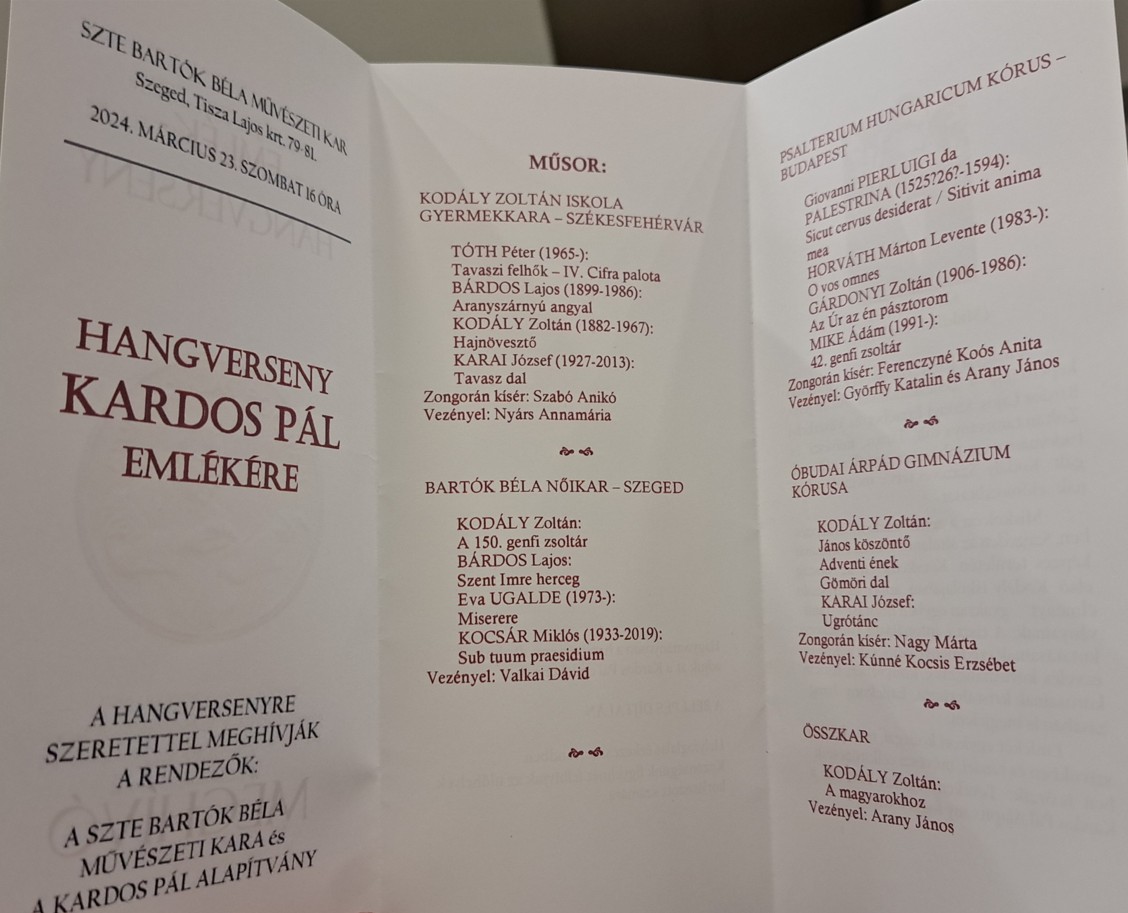 SZTE BARTÓK BÉLA MŰVÉSZETI KAR
Szeged, Tisza Lajos krt. 79-81.
2024. MÁRCIUS 23. SZOMBAT 16 ÓRA
HANGVERSENY
KARDOS PÁL
EMLÉKÉRE
A HANGVERSENYRE
SZERETETTEL MEGHÍVJÁK
A RENDEZŐK:
A SZTE BARTÓK BÉLA
MŰVÉSZETI KARA és
A KARDOS PÁL ALAPÍTVÁNY
MŰSOR:
KODÁLY ZOLTÁN ISKOLA
GYERMEKKARA – SZÉKESFEHÉRVÁR
TÓTH Péter (1965-):
Tavaszi felhők – IV. Cifra palota
BÁRDOS Lajos (1899-1986):
Aranyszárnyú angyal
KODÁLY Zoltán (1882-1967):
Hajnövesztő
KARAI József (1927-2013):
Tavasz dal
Zongorán kísér: Szabó Anikó
Vezényel: Nyárs Annamária
BARTÓK BÉLA NŐIKAR – SZEGED
KODÁLY Zoltán:
A 150. genfi zsoltár
BÁRDOS Lajos:
Szent Imre herceg
Eva UGALDE (1973-):
Miserere
KOCSÁR Miklós (1933-2019):
Sub tuum praesidium
Vezényel: Valkai Dávid
PSALTERIUM HUNGARICUM KÓRUS –
BUDAPEST
Giovanni PIERLUIGI da
PALESTRINA (1525?26?-1594):
Sicut cervus desiderat / Sitivit anima
mea
HORVÁTH Márton Levente (1983-):
O vos omnes
GÁRDONYI Zoltán (1906-1986):
Az Úr az én pásztorom
MIKE Ádám (1991-):
42. genfi zsoltár
Zongorán kísér: Ferenczyné Koós Anita
Vezényel: Győrffy Katalin és Arany János
ÓBUDAI ÁRPÁD GIMNÁZIUM
KÓRUSA
KODÁLY Zoltán:
János köszöntő
Adventi ének
Gömöri dal
KARAI József:
Ugrótánc
Zongorán kísér: Nagy Márta
Vezényel: Kúnné Kocsis Erzsébet
ÖSSZKAR
KODÁLY Zoltán:
A magyarokhoz
Vezényel: Arany János